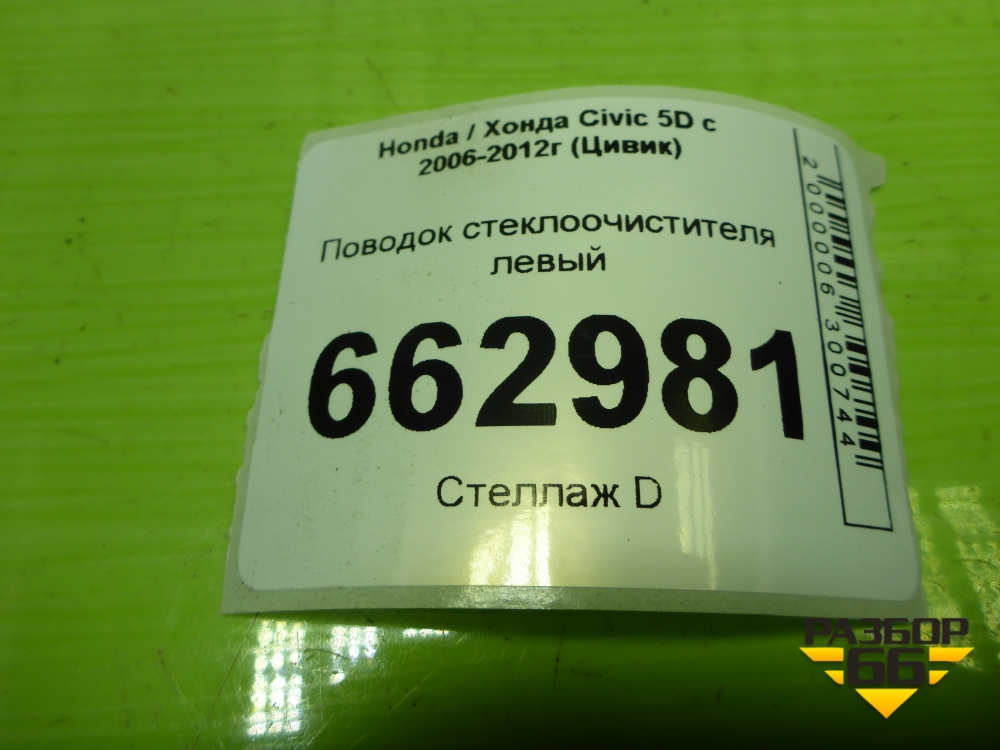 Honda / Хонда Civic 5D с
2006-2012г (Цивик)
Поводок стеклоочистителя
левый
662981
Стеллаж D
2000006300744
РАЗБОР
66